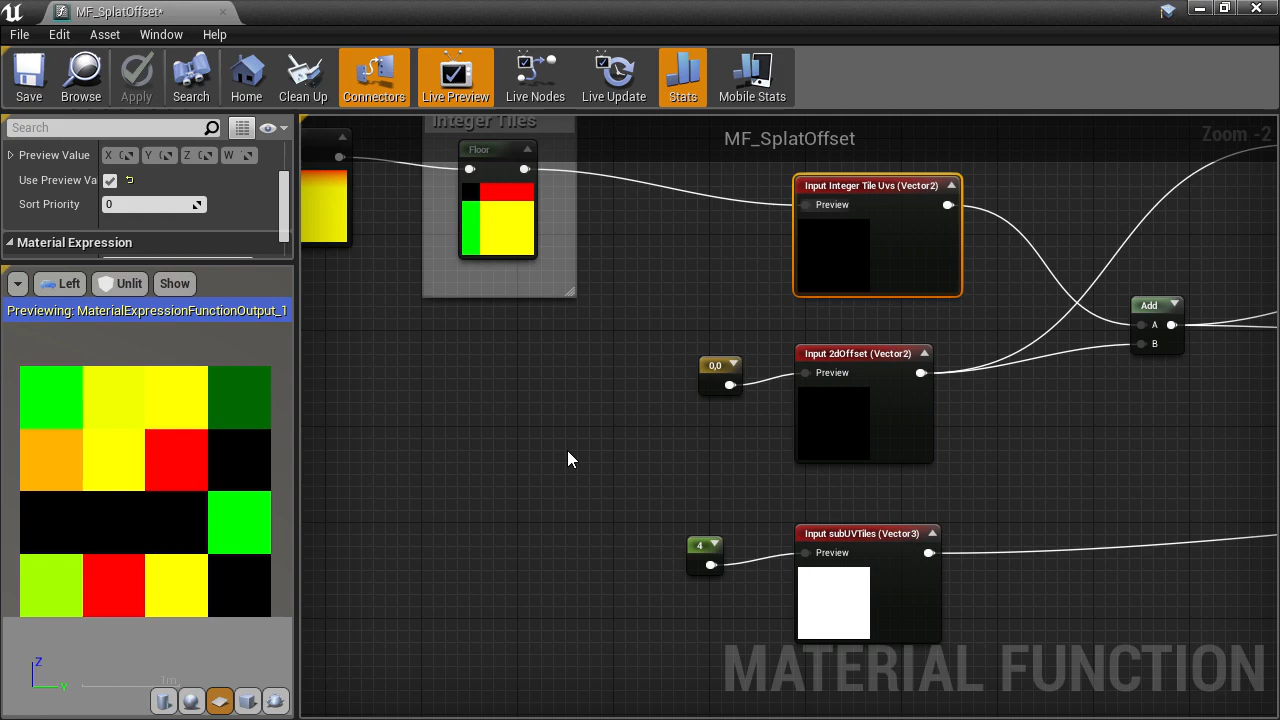 MF_SplatOffset*
File Edit Asset Window Help
Save Browse Apply Search Home Clean Up Connectors Live Preview Live Nodes Live Update Stats Mobile Stats
Search
Preview Value X Y Z W
Use Preview Va
Sort Priority 0
Material Expression
Left Unlit Show
Previewing: MaterialExpressionFunctionOutput_1
Z
Y
1m
MF_SplatOffset
Zoom -2
Integer Tiles
Floor
Input Integer Tile Uvs (Vector2)
Preview
Add
A
B
0,0
Input 2dOffset (Vector2)
Preview
4
Input subUVTiles (Vector3)
Preview
MATERIAL FUNCTION